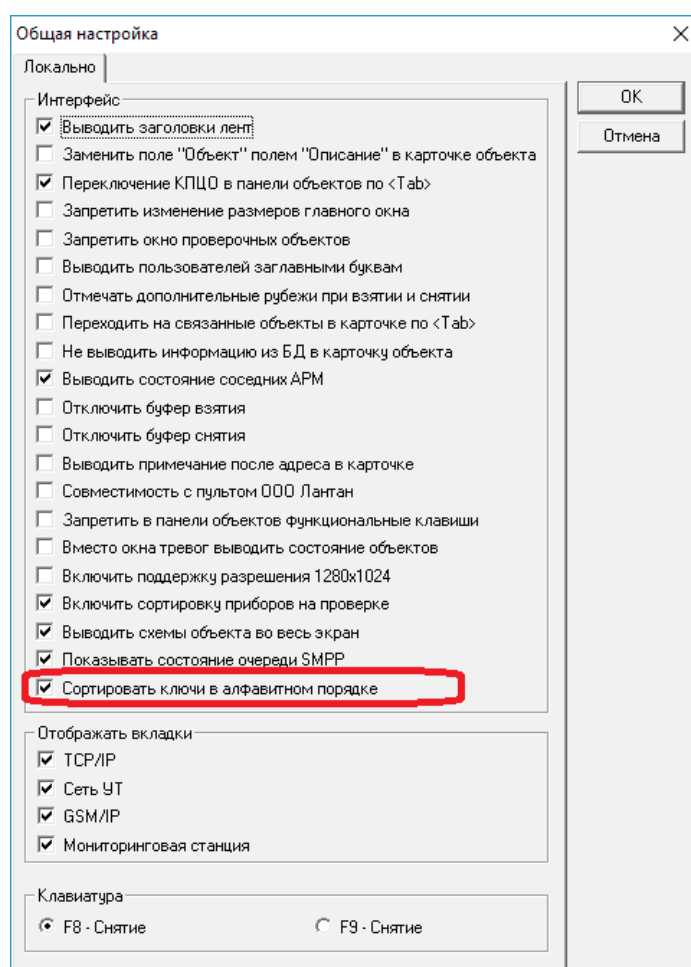 Общая настройка
Локально
OK
Отмена
Интерфейс
Выводить заголовки лент
Заменить поле "Объект" полем "Описание" в карточке объекта
Переключение КПЦО в панели объектов по <Tab>
Запретить изменение размеров главного окна
Запретить окно проверочных объектов
Выводить пользователей заглавными буквам
Отмечать дополнительные рубежи при взятии и снятии
Переходить на связанные объекты в карточке по <Tab>
Не выводить информацию из БД в карточку объекта
Выводить состояние соседних АРМ
Отключить буфер взятия
Отключить буфер снятия
Выводить примечание после адреса в карточке
Совместимость с пультом ООО Лантан
Запретить в панели объектов функциональные клавиши
Вместо окна тревог выводить состояние объектов
Включить поддержку разрешения 1280x1024
Включить сортировку приборов на проверке
Выводить схемы объекта во весь экран
Показывать состояние очереди SMPP
Сортировать ключи в алфавитном порядке
Отображать вкладки
TCP/IP
Сеть УТ
GSM/IP
Мониторинговая станция
Клавиатура
F8 - Снятие
F9 - Снятие